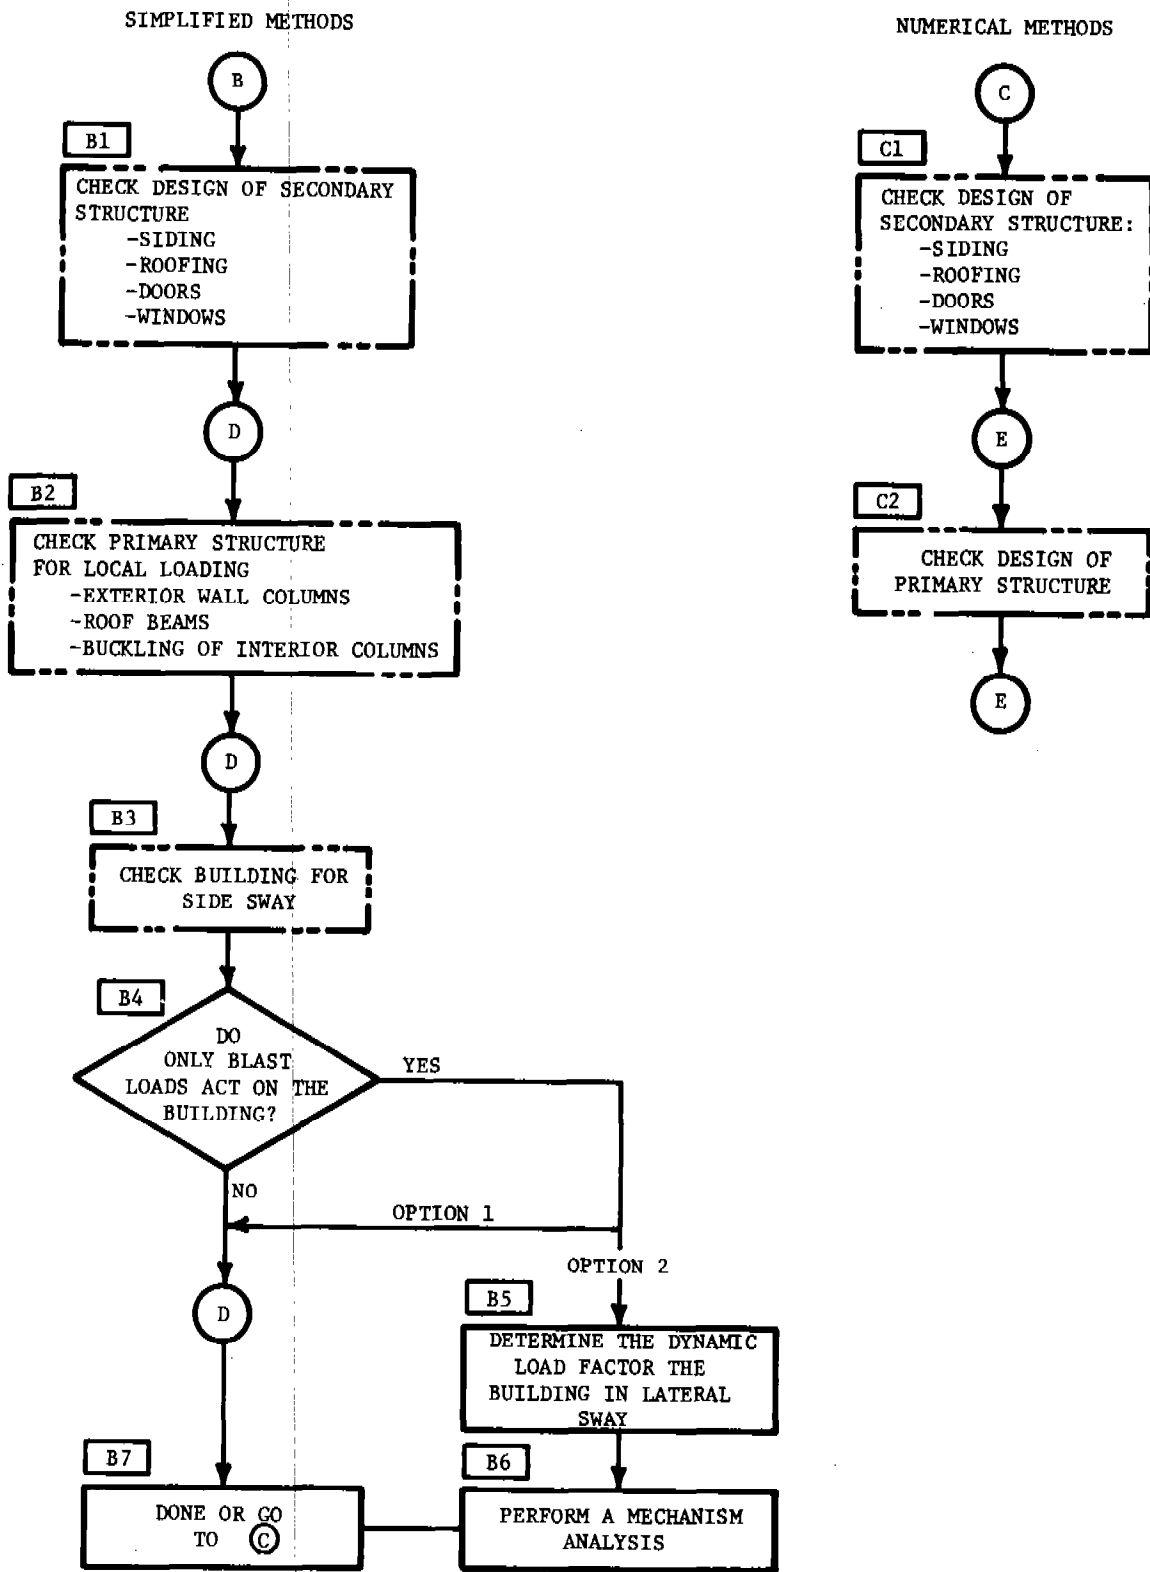 SIMPLIFIED METHODS
B
B1
CHECK DESIGN OF SECONDARY
STRUCTURE
-SIDING
-ROOFING
-DOORS
-WINDOWS
D
B2
CHECK PRIMARY STRUCTURE
FOR LOCAL LOADING
-EXTERIOR WALL COLUMNS
-ROOF BEAMS
-BUCKLING OF INTERIOR COLUMNS
D
B3
CHECK BUILDING FOR
SIDE SWAY
B4
DO
ONLY BLAST
LOADS ACT ON THE
BUILDING?
YES
NO
OPTION 1
OPTION 2
D
B5
DETERMINE THE DYNAMIC
LOAD FACTOR THE
BUILDING IN LATERAL
SWAY
B6
PERFORM A MECHANISM
ANALYSIS
B7
DONE OR GO
TO C
NUMERICAL METHODS
C
C1
CHECK DESIGN OF
SECONDARY STRUCTURE:
-SIDING
-ROOFING
-DOORS
-WINDOWS
E
C2
CHECK DESIGN OF
PRIMARY STRUCTURE
E